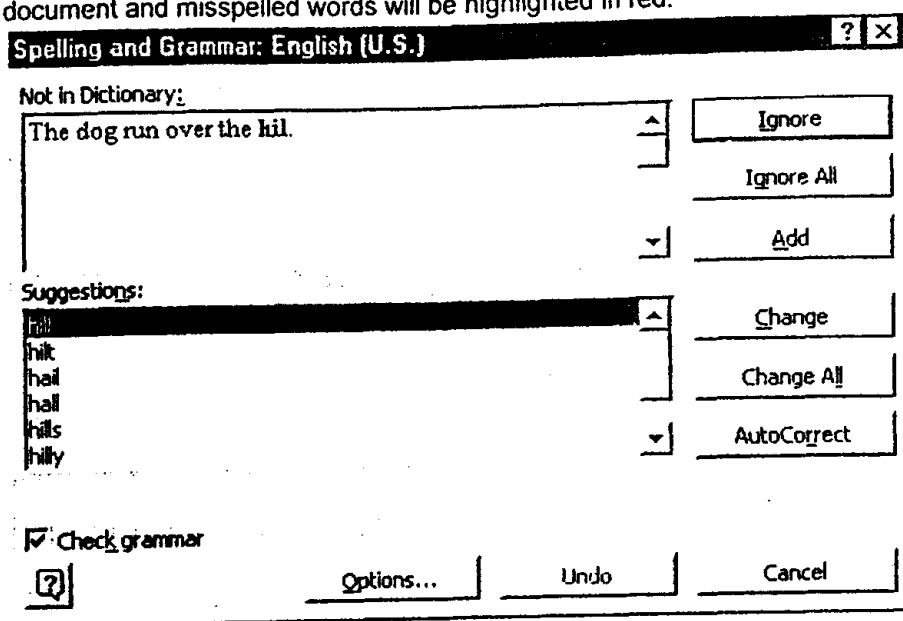 document and misspelled words will be highlighted in red.
Spelling and Grammar: English (U.S.)
? ×
Not in Dictionary:
The dog run over the hil.
Ignore
Ignore All
Add
Suggestions:
hill
hilt
hail
hall
hills
hilly
Change
Change All
AutoCorrect
Check grammar
?
Options...
Undo
Cancel